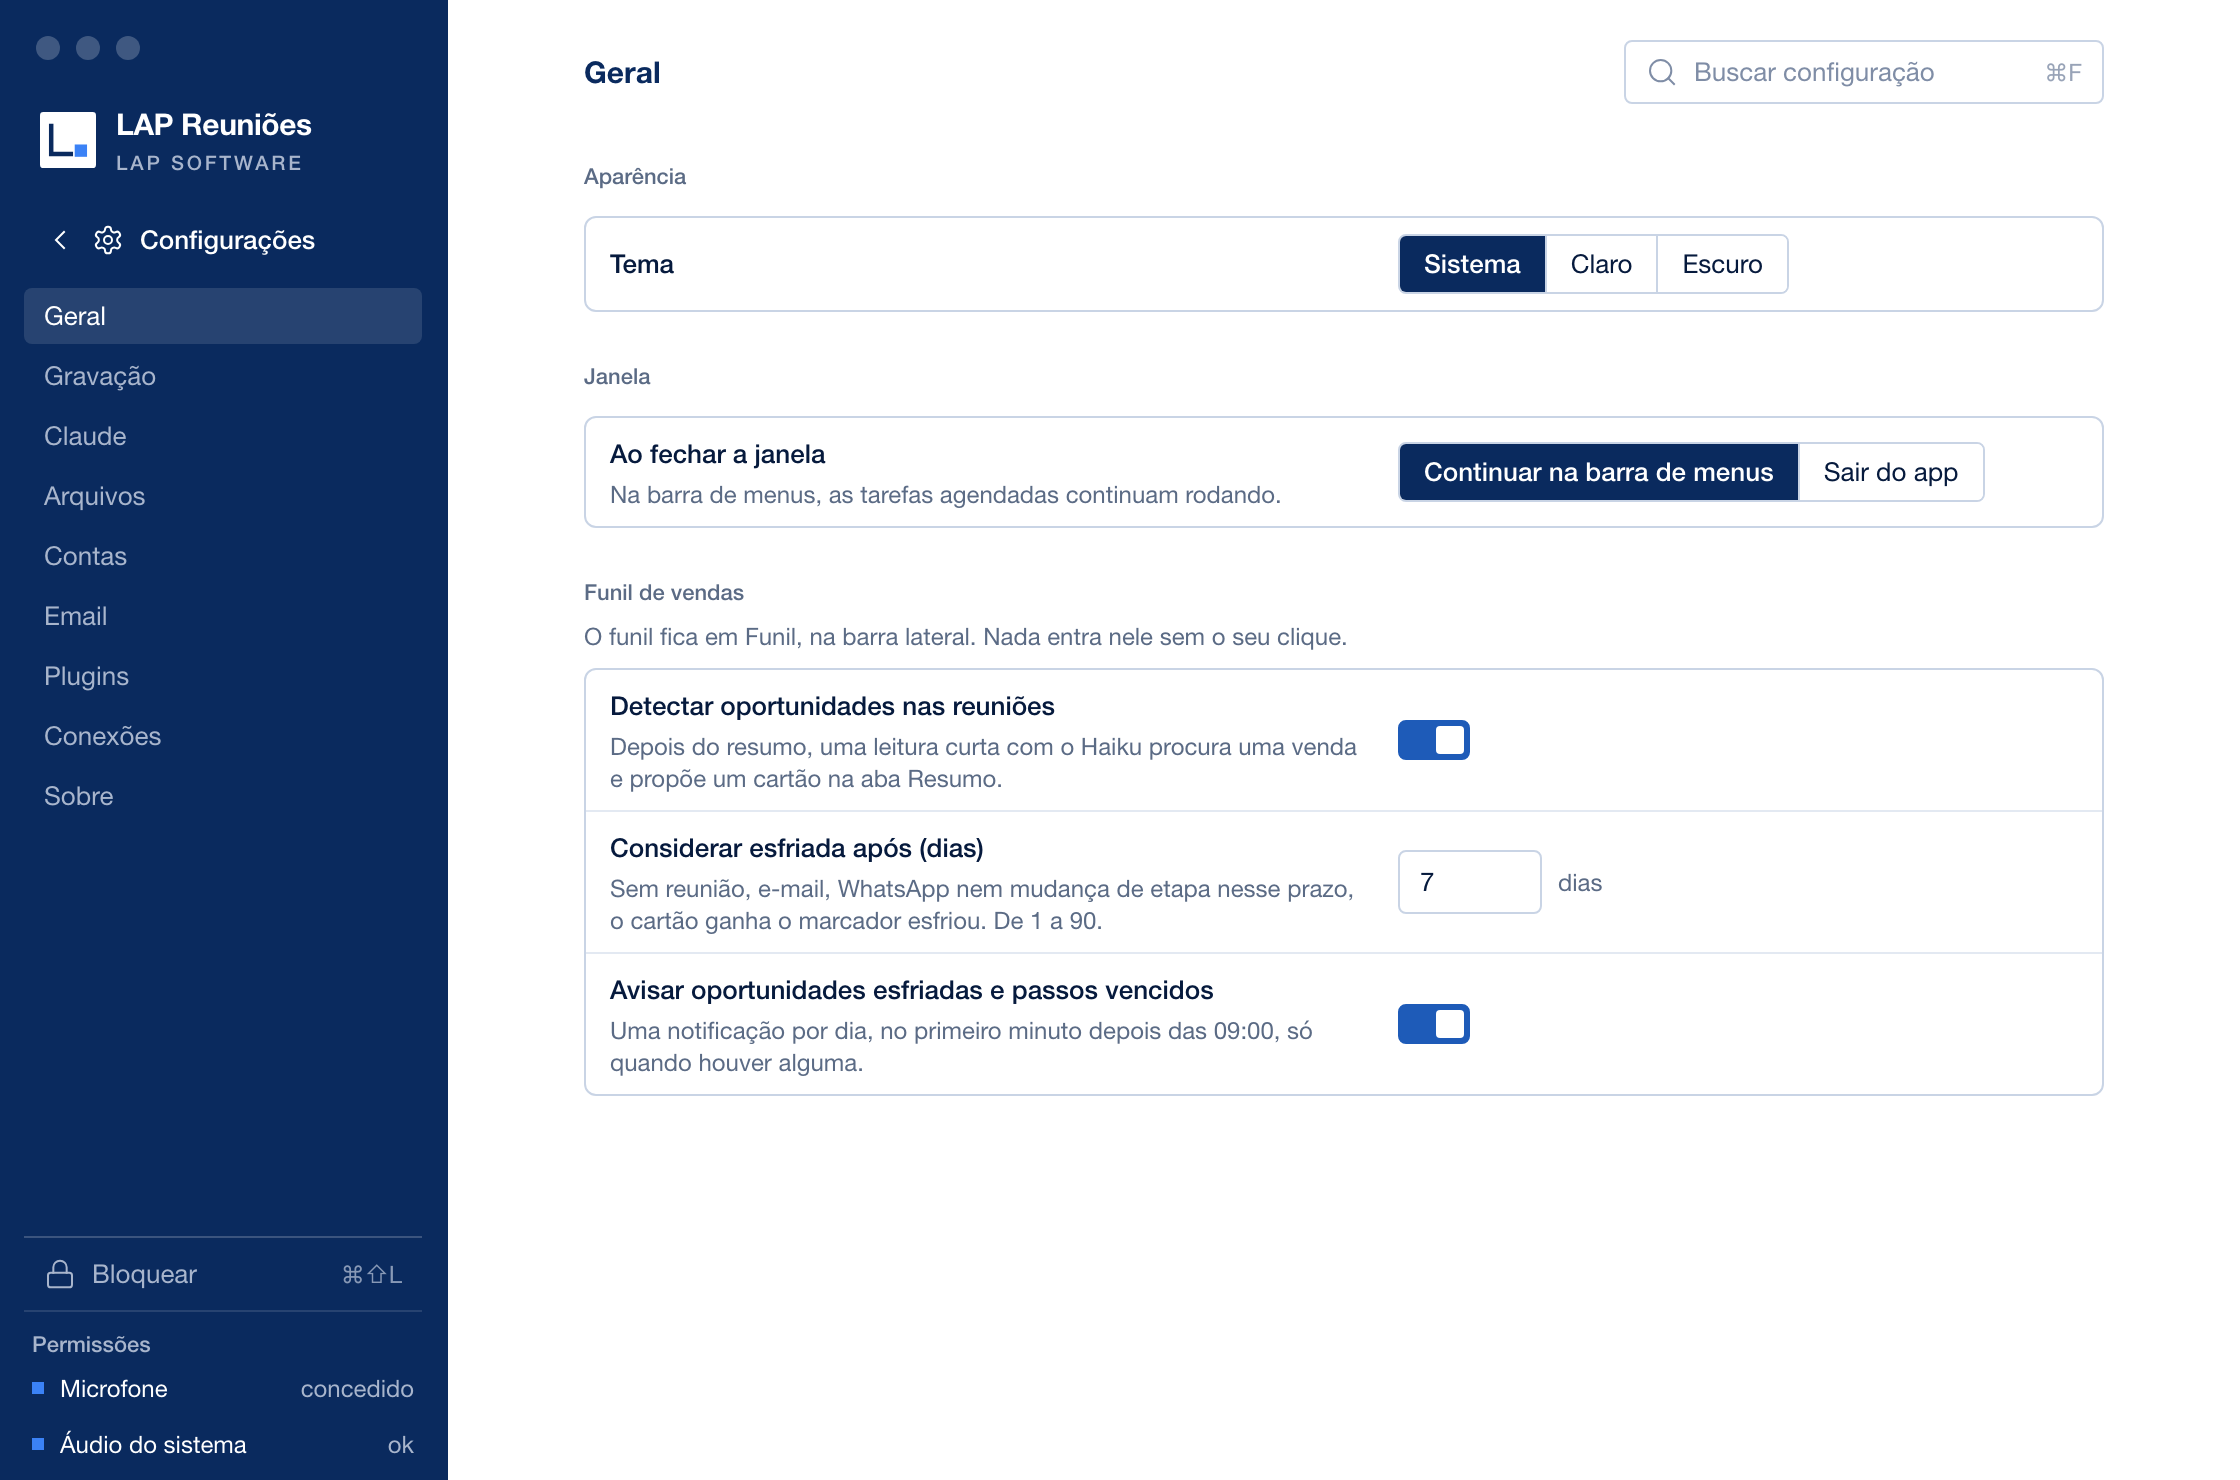 LAP Reuniões
LAP SOFTWARE
Configurações
Geral
Gravação
Claude
Arquivos
Contas
Email
Plugins
Conexões
Sobre
Bloquear ⌘⇧L
Permissões
Microfone concedido
Áudio do sistema ok
Geral
Buscar configuração ⌘F
Aparência
Tema Sistema Claro Escuro
Janela
Ao fechar a janela
Na barra de menus, as tarefas agendadas continuam rodando.
Continuar na barra de menus Sair do app
Funil de vendas
O funil fica em Funil, na barra lateral. Nada entra nele sem o seu clique.
Detectar oportunidades nas reuniões
Depois do resumo, uma leitura curta com o Haiku procura uma venda
e propõe um cartão na aba Resumo.
Considerar esfriada após (dias)
Sem reunião, e-mail, WhatsApp nem mudança de etapa nesse prazo,
o cartão ganha o marcador esfriou. De 1 a 90.
7 dias
Avisar oportunidades esfriadas e passos vencidos
Uma notificação por dia, no primeiro minuto depois das 09:00, só
quando houver alguma.